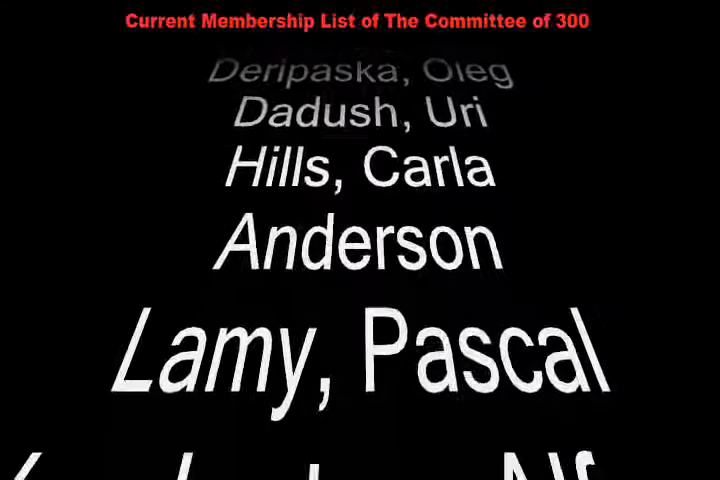 Current Membership List of The Committee of 300
Deripaska, Oleg
Dadush, Uri
Hills, Carla
Anderson
Lamy, Pascal